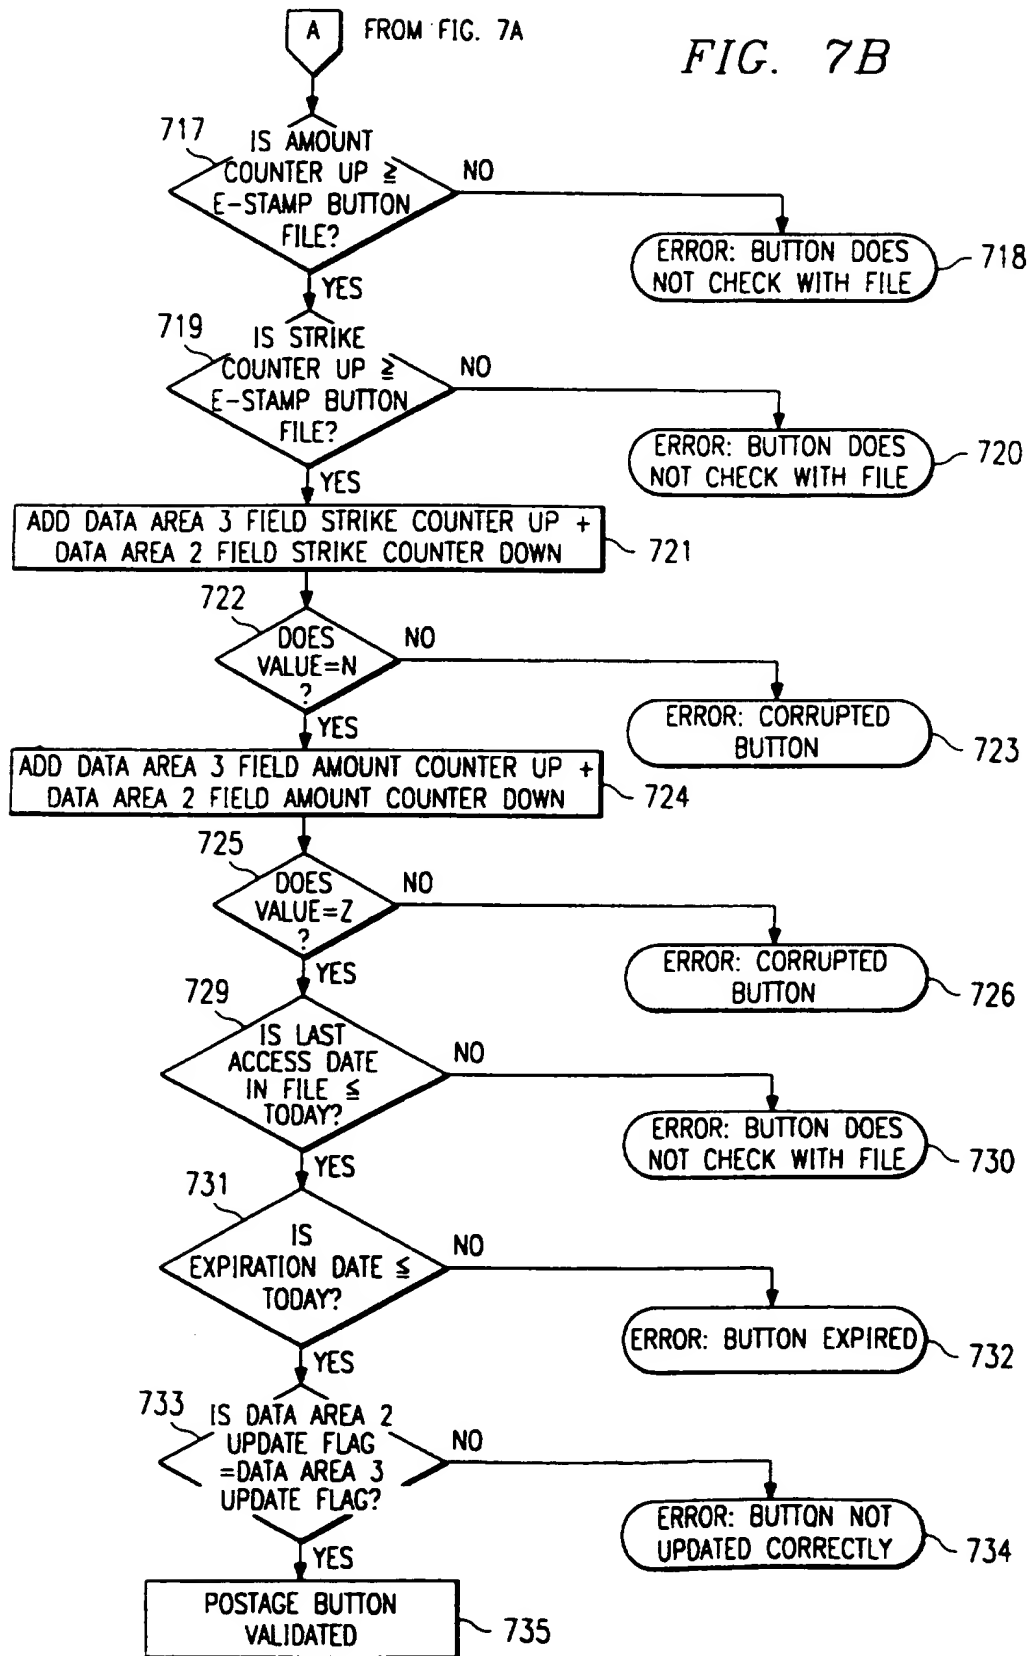 A FROM FIG. 7A
FIG. 7B
717
IS AMOUNT
COUNTER UP ≧
E-STAMP BUTTON
FILE?
NO
ERROR: BUTTON DOES
NOT CHECK WITH FILE
718
YES
719
IS STRIKE
COUNTER UP ≧
E-STAMP BUTTON
FILE?
NO
ERROR: BUTTON DOES
NOT CHECK WITH FILE
720
YES
ADD DATA AREA 3 FIELD STRIKE COUNTER UP +
DATA AREA 2 FIELD STRIKE COUNTER DOWN
721
722
DOES
VALUE=N
?
NO
ERROR: CORRUPTED
BUTTON
723
YES
ADD DATA AREA 3 FIELD AMOUNT COUNTER UP +
DATA AREA 2 FIELD AMOUNT COUNTER DOWN
724
725
DOES
VALUE=Z
?
NO
ERROR: CORRUPTED
BUTTON
726
YES
729
IS LAST
ACCESS DATE
IN FILE ≦
TODAY?
NO
ERROR: BUTTON DOES
NOT CHECK WITH FILE
730
YES
731
IS
EXPIRATION DATE ≦
TODAY?
NO
ERROR: BUTTON EXPIRED
732
YES
733
IS DATA AREA 2
UPDATE FLAG
=DATA AREA 3
UPDATE FLAG?
NO
ERROR: BUTTON NOT
UPDATED CORRECTLY
734
YES
POSTAGE BUTTON
VALIDATED
735